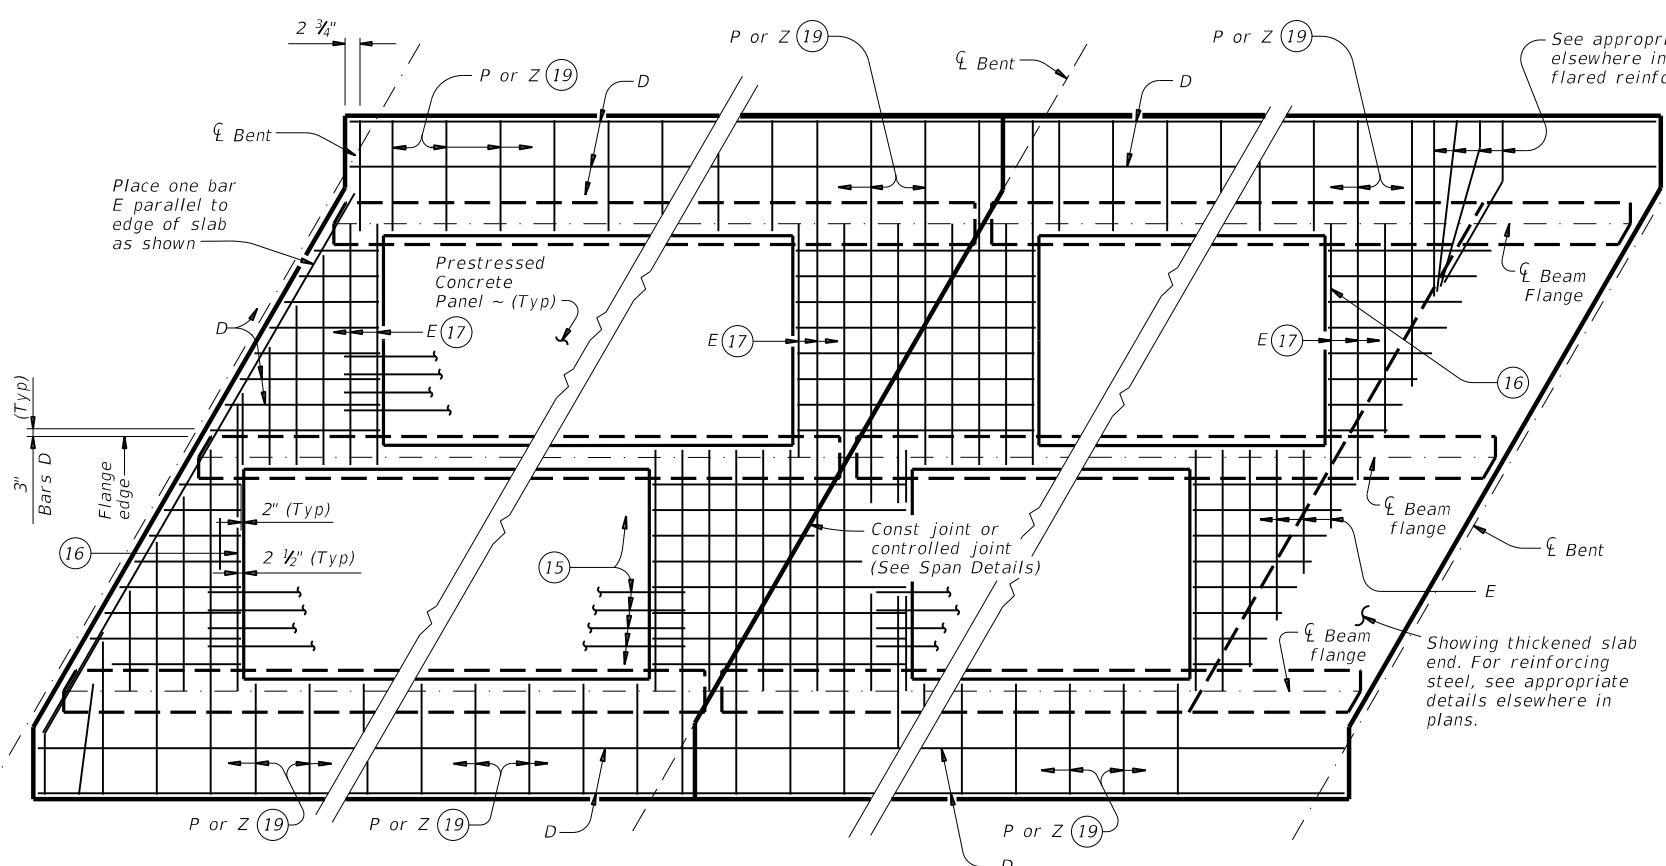 2 ¾"
P or Z 19
D
P or Z 19
℄ Bent
D
P or Z 19
See
elsewhere in
flared
℄ Bent
Place one bar
E parallel to
edge of slab
as shown
Prestressed
Concrete
Panel ~ (Typ)
℄ Beam
Flange
D
E 17
E 17
E 17
16
3" (Typ)
Bars D
Flange
edge
2" (Typ)
2 ½" (Typ)
16
15
Const joint or
controlled joint
(See Span Details)
℄ Beam
flange
℄ Bent
E
℄ Beam
flange
Showing thickened slab
end. For reinforcing
steel, see appropriate
details elsewhere in
plans.
P or Z 19
P or Z 19
D
P or Z 19
D